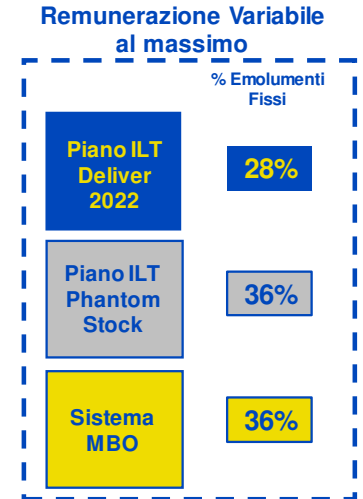 Remunerazione Variabile
al massimo
% Emolumenti
Fissi
Piano ILT
Deliver
2022
28%
Piano ILT
Phantom
Stock
36%
Sistema
MBO
36%